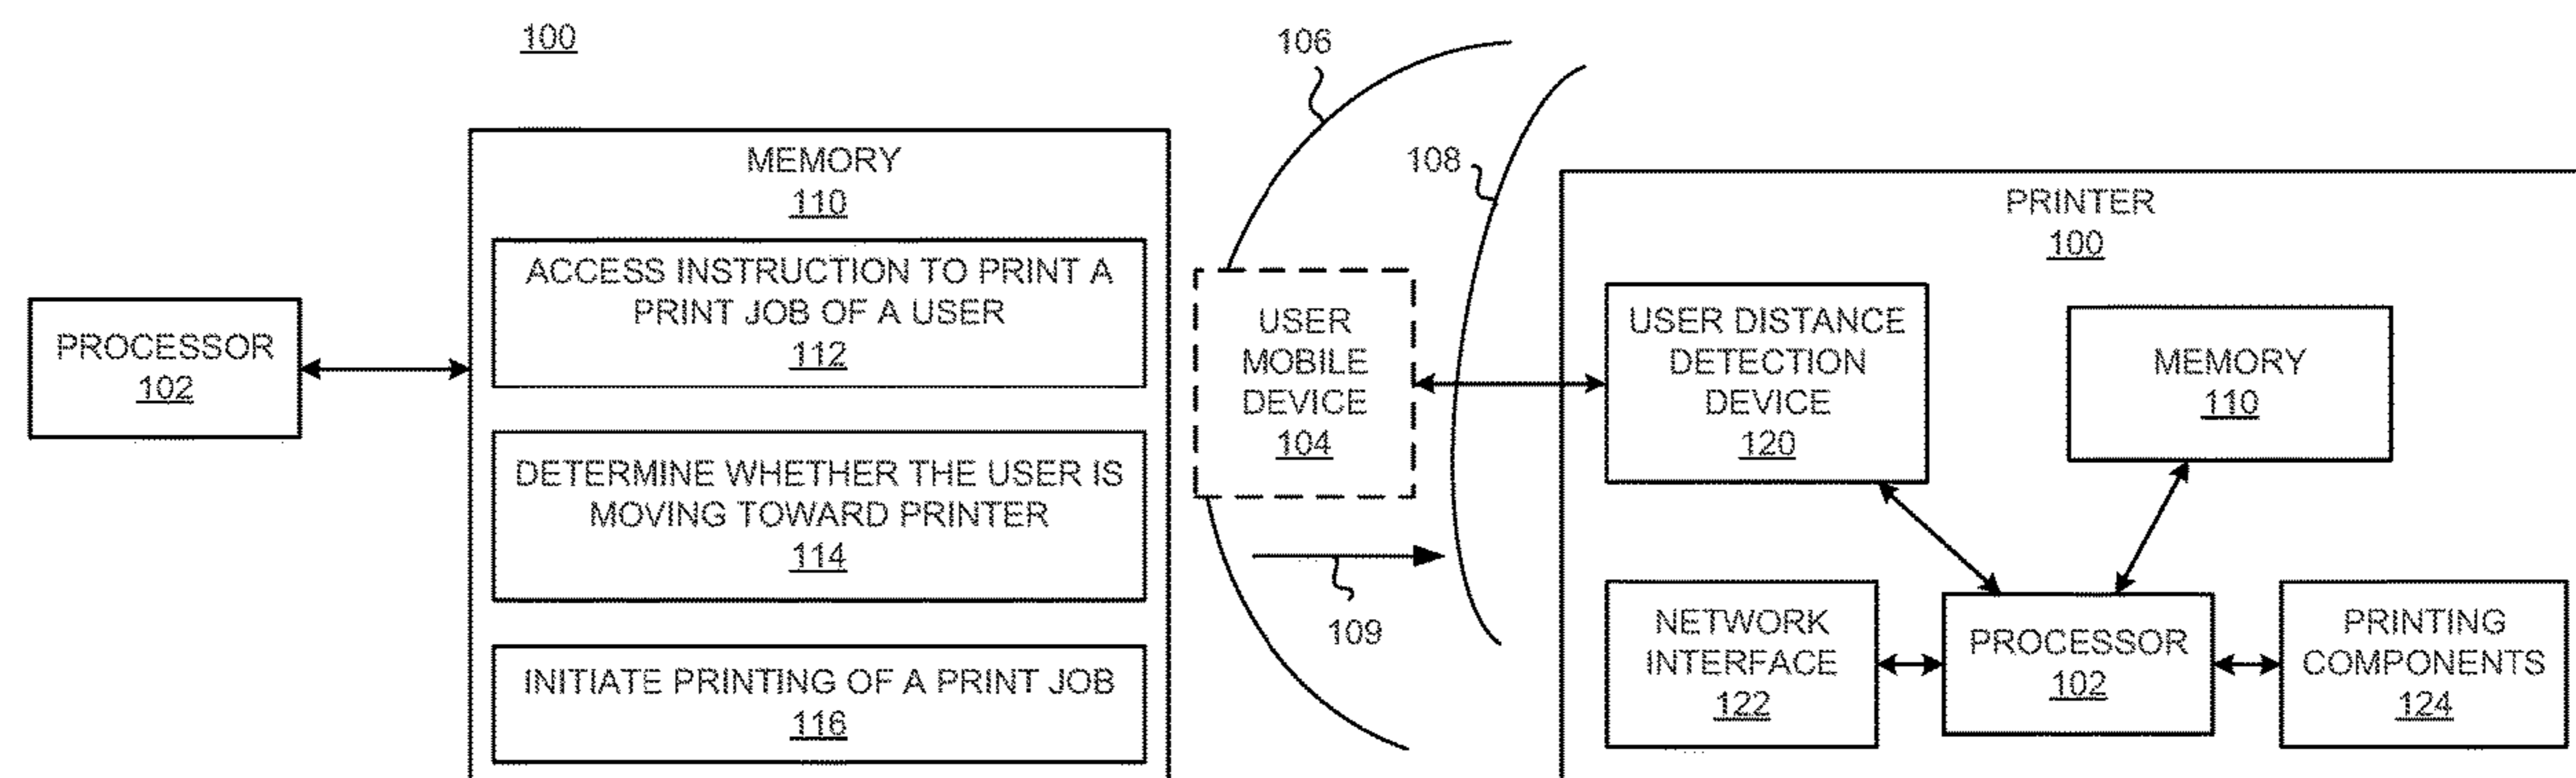 100
PROCESSOR
102
MEMORY
110
ACCESS INSTRUCTION TO PRINT A
PRINT JOB OF A USER
112
DETERMINE WHETHER THE USER IS
MOVING TOWARD PRINTER
114
INITIATE PRINTING OF A PRINT JOB
116
106
108
USER
MOBILE
DEVICE
104
109
PRINTER
100
USER DISTANCE
DETECTION
DEVICE
120
MEMORY
110
NETWORK
INTERFACE
122
PROCESSOR
102
PRINTING
COMPONENTS
124